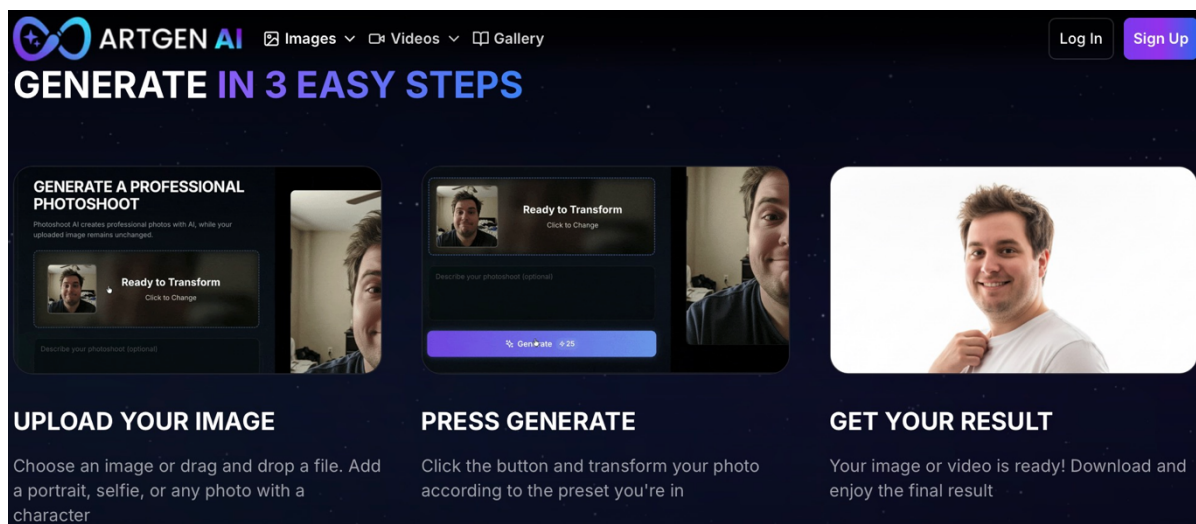 ARTGEN AI Images Videos Gallery Log In Sign Up
GENERATE IN 3 EASY STEPS
GENERATE A PROFESSIONAL
PHOTOSHOOT
Photoshoot AI creates professional photos with AI, while your
uploaded image remains unchanged.
Ready to Transform
Click to Change
Describe your photoshoot (optional)
Ready to Transform
Click to Change
Describe your photoshoot (optional)
Generate 25
UPLOAD YOUR IMAGE
Choose an image or drag and drop a file. Add
a portrait, selfie, or any photo with a
character
PRESS GENERATE
Click the button and transform your photo
according to the preset you're in
GET YOUR RESULT
Your image or video is ready! Download and
enjoy the final result